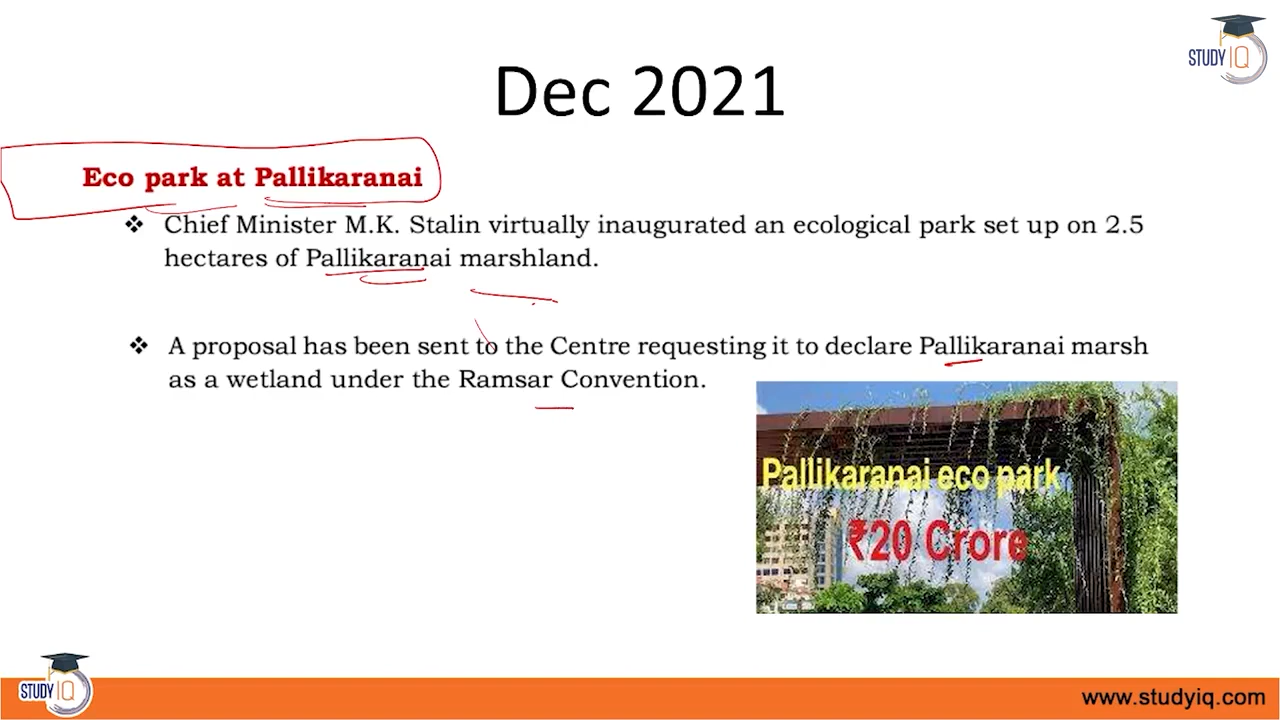 STUDY IQ
Dec 2021
Eco park at Pallikaranai
❖ Chief Minister M.K. Stalin virtually inaugurated an ecological park set up on 2.5
hectares of Pallikaranai marshland.
❖ A proposal has been sent to the Centre requesting it to declare Pallikaranai marsh
as a wetland under the Ramsar Convention.
Pallikaranai eco park
₹20 Crore
STUDY IQ
www.studyiq.com